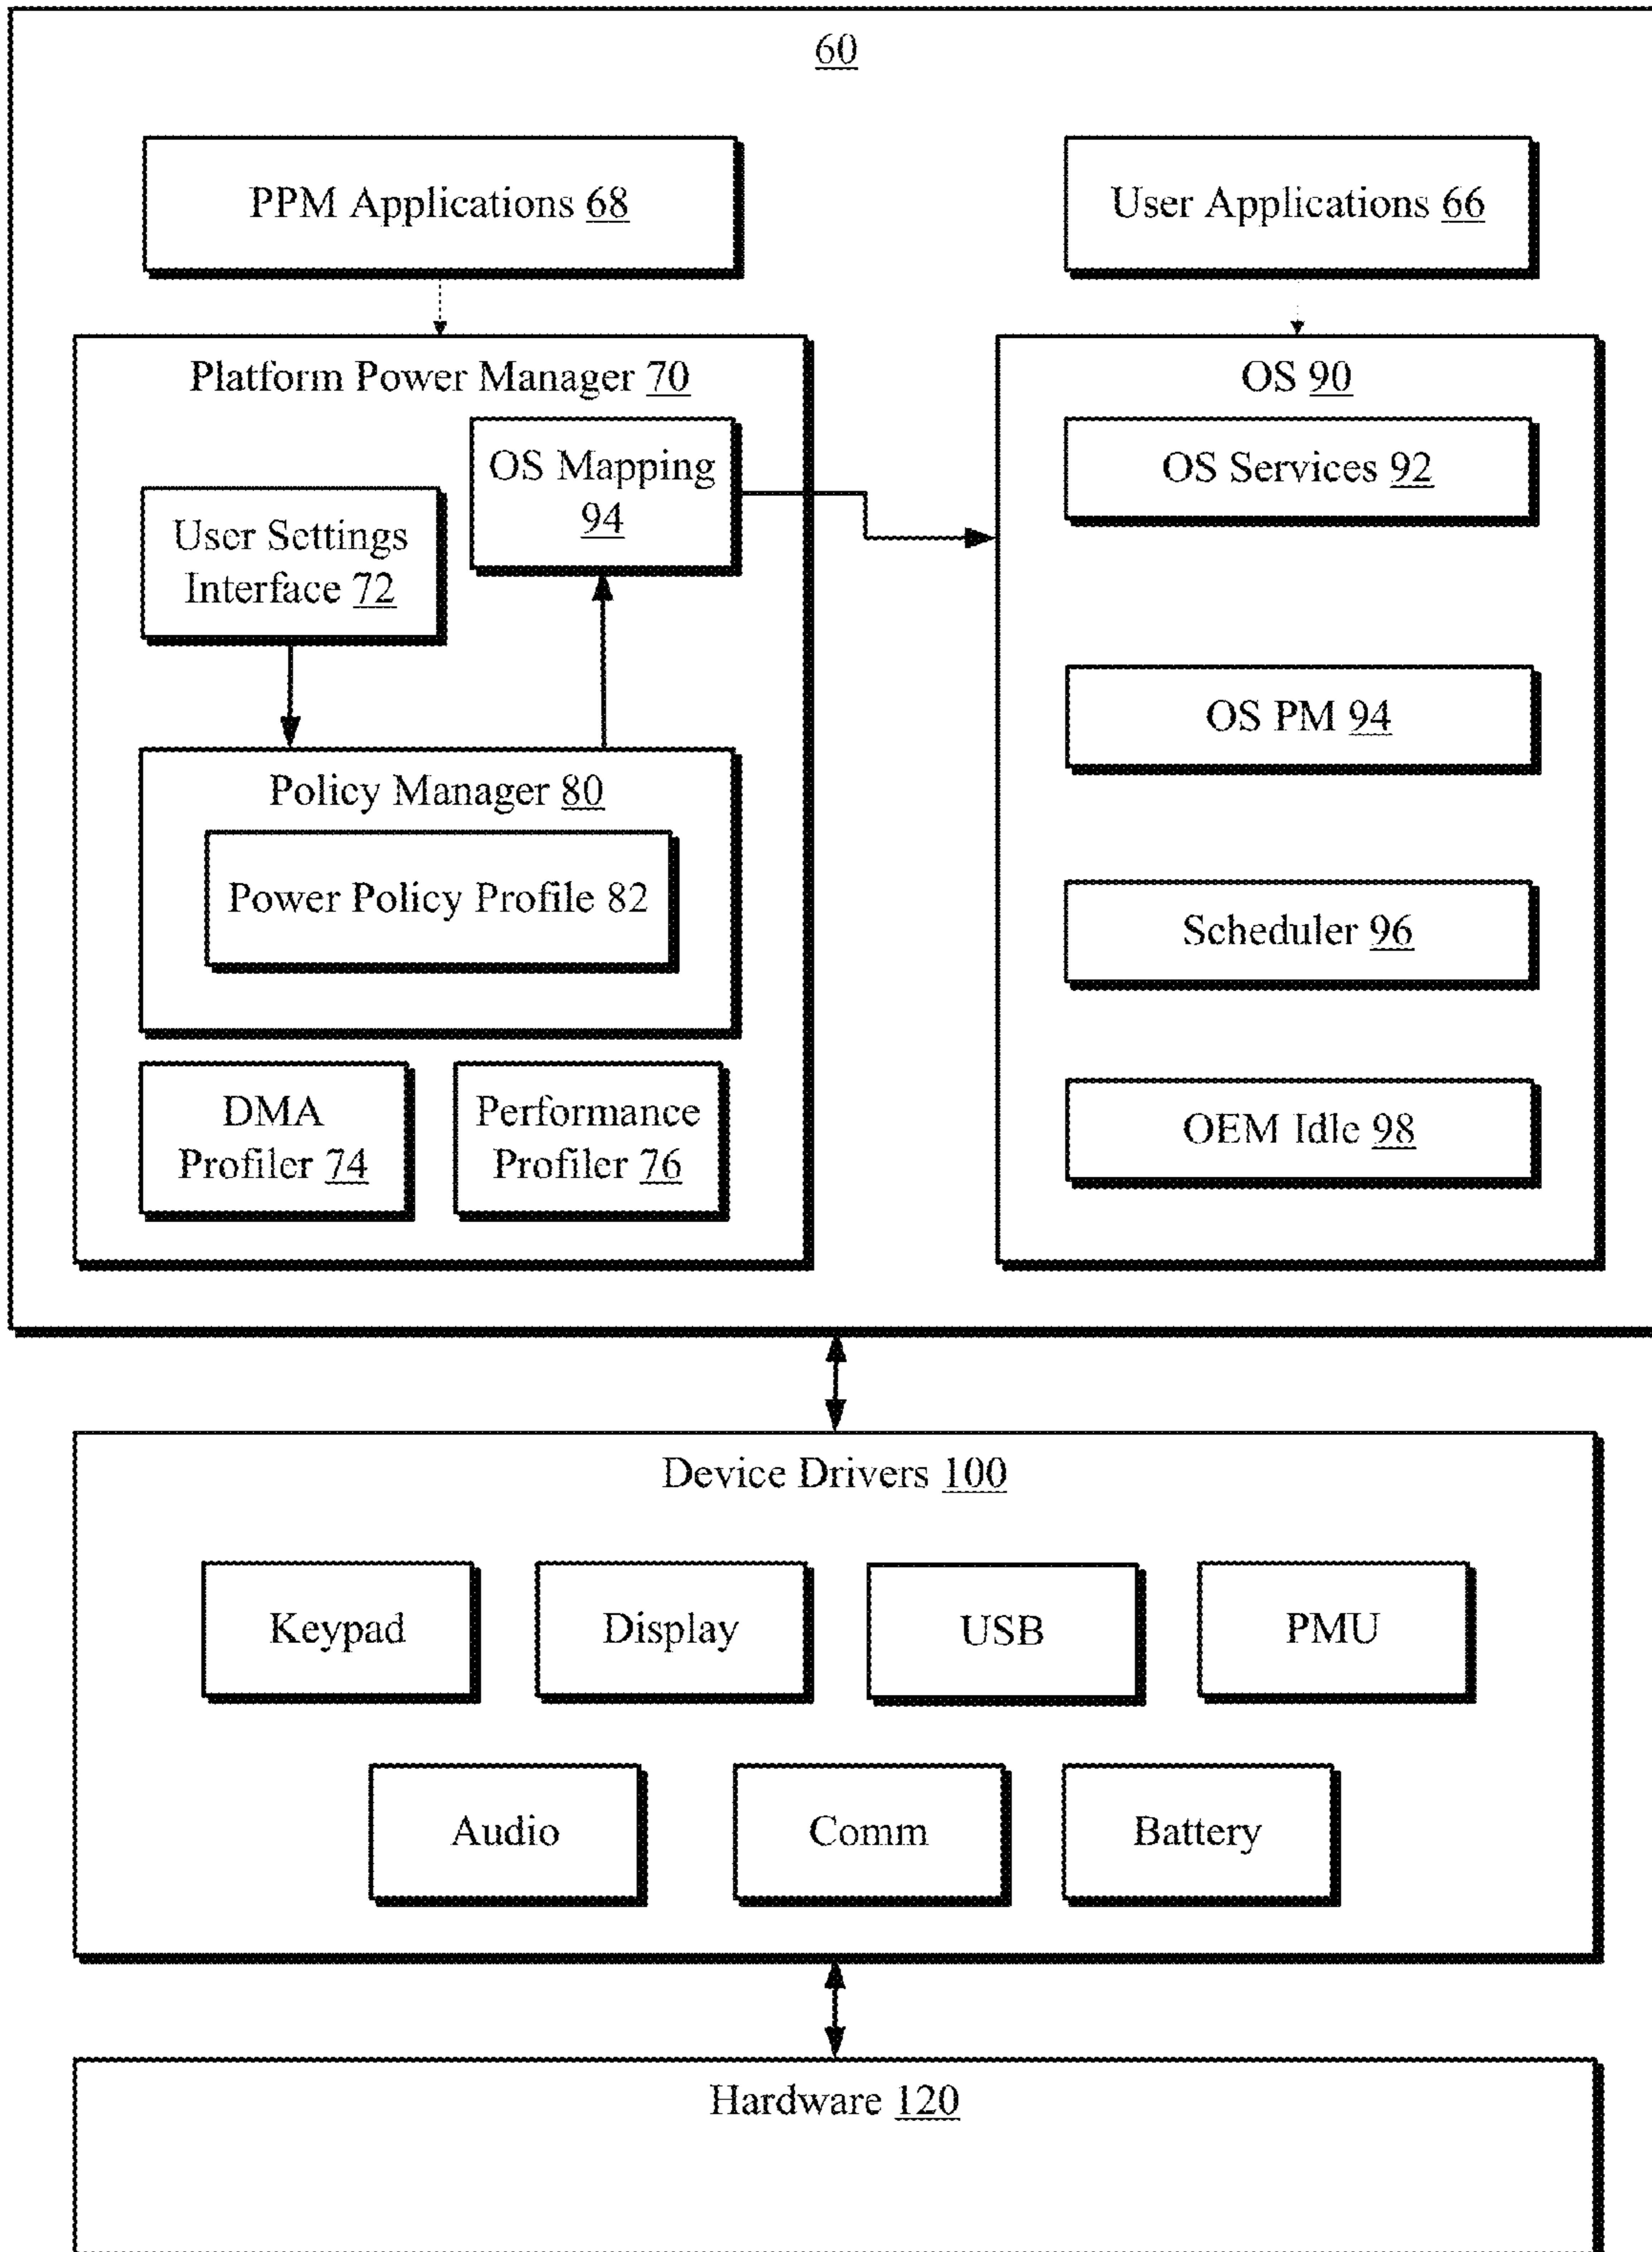 60
PPM Applications 68
User Applications 66
Platform Power Manager 70
OS Mapping
94
User Settings
Interface 72
Policy Manager 80
Power Policy Profile 82
DMA
Profiler 74
Performance
Profiler 76
OS 90
OS Services 92
OS PM 94
Scheduler 96
OEM Idle 98
Device Drivers 100
Keypad
Display
USB
PMU
Audio
Comm
Battery
Hardware 120